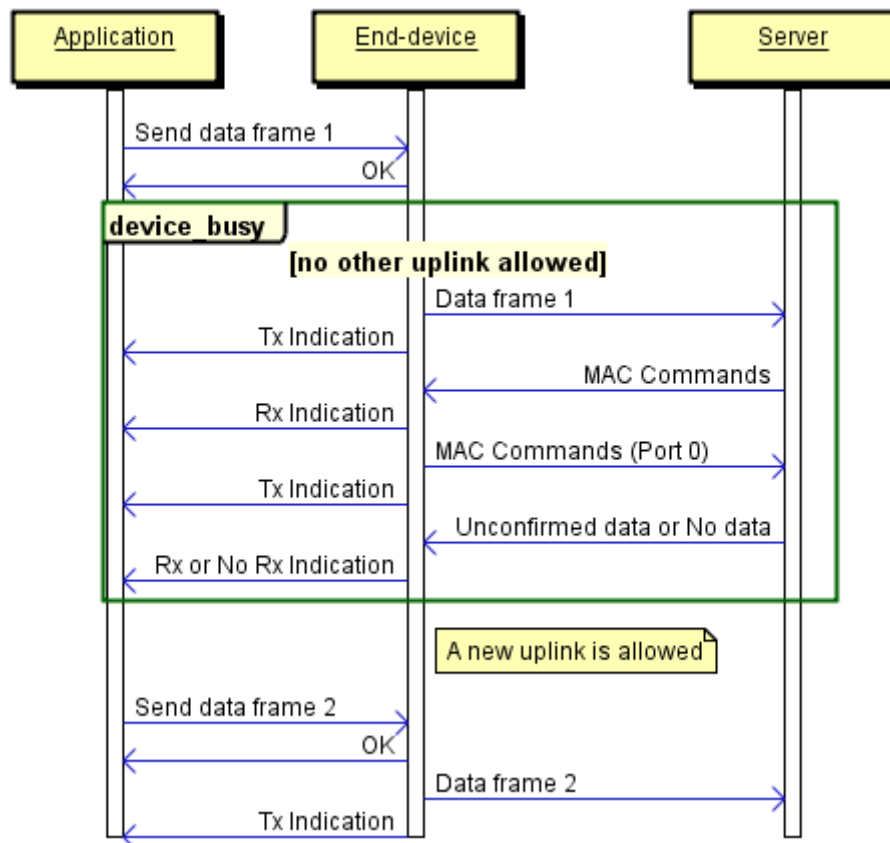 Application
End-device
Server
Send data frame 1
OK
device_busy
[no other uplink allowed]
Data frame 1
Tx Indication
MAC Commands
Rx Indication
MAC Commands (Port 0)
Tx Indication
Unconfirmed data or No data
Rx or No Rx Indication
A new uplink is allowed
Send data frame 2
OK
Data frame 2
Tx Indication